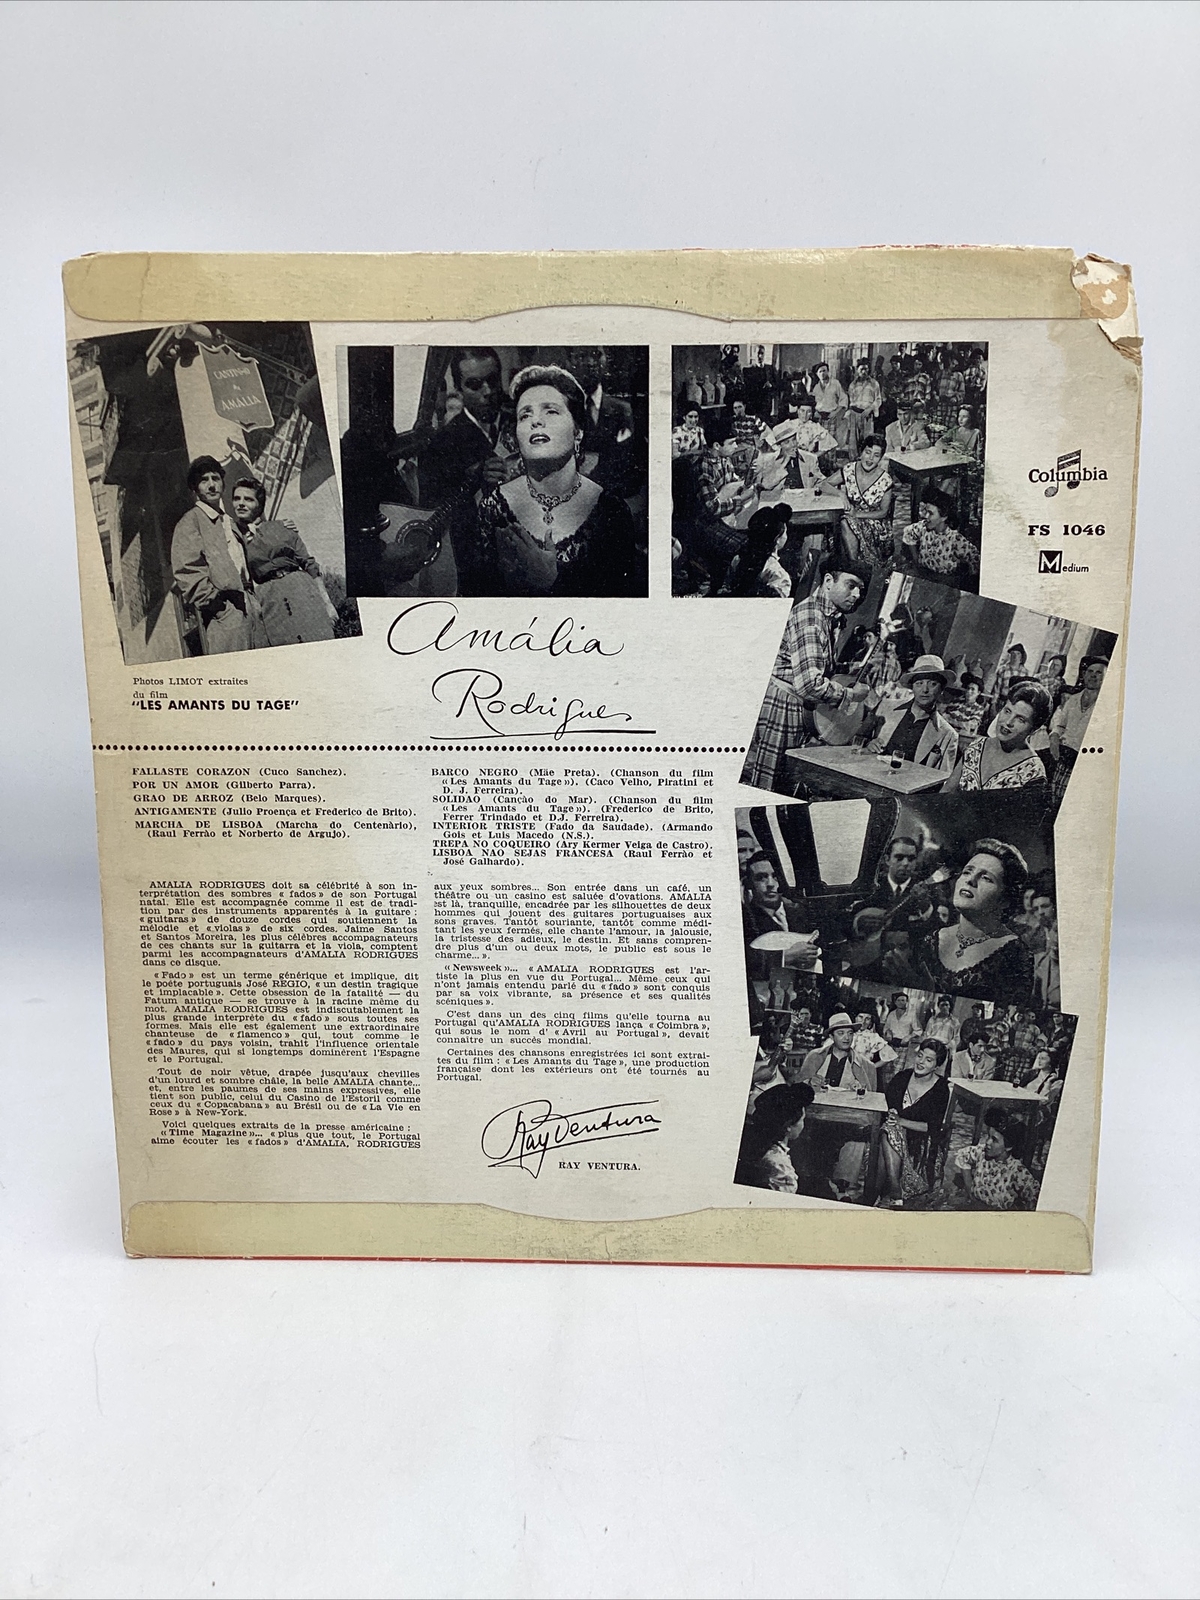 CANTINHO
da
AMÁLIA
Columbia
FS 1046
Medium
Amália
Rodrigues
Photos LIMOT extraites
du film
"LES AMANTS DU TAGE"
FALLASTE CORAZON (Cuco Sanchez).
POR UN AMOR (Gilberto Parra).
GRAO DE ARROZ (Belo Marques).
ANTIGAMENTE (Julio Proença et Frederico de Brito).
MARCHA DE LISBOA (Marcha do Centenàrio),
(Raul Ferrào et Norberto de Argujo).
BARCO NEGRO (Mãe Preta). (Chanson du film
«Les Amants du Tage»). (Caco Velho, Piratini et
D. J. Ferreira).
SOLIDAO (Cançào do Mar). (Chanson du film
«Les Amants du Tage»). (Fréderico de Brito,
Ferrer Trindado et D.J. Ferreira).
INTERIOR TRISTE (Fado da Saudade). (Armando
Gois et Luis Macedo (N.S.).
TREPA NO COQUEIRO (Ary Kermer Veiga de Castro).
LISBOA NAO SEJAS FRANCESA (Raul Ferrào et
José Galhardo).
AMALIA RODRIGUES doit sa célébrité à son in-
terprétation des sombres « fados » de son Portugal
natal. Elle est accompagnée comme il est de tradi-
tion par des instruments apparentés à la guitare :
« guitaras » de douze cordes qui soutiennent la
mélodie et « violas » de six cordes. Jaime Santos
et Santos Moreira, les plus célèbres accompagnateurs
de ces chants sur la guitarra et la viola, comptent
parmi les accompagnateurs d'AMALIA RODRIGUES
dans ce disque.
« Fado » est un terme générique et implique, dit
le poète portuguais José REGIO, « un destin tragique
et implacable ». Cette obsession de la fatalité — du
Fatum antique — se trouve à la racine même du
mot. AMALIA RODRIGUES est indiscutablement la
plus grande interprète du « fado » sous toutes ses
formes. Mais elle est également une extraordinaire
chanteuse de « flamenco » qui, tout comme le
« fado » du pays voisin, trahit l'influence orientale
des Maures, qui si longtemps dominèrent l'Espagne
et le Portugal.
Tout de noir vêtue, drapée jusqu'aux chevilles
d'un lourd et sombre châle, la belle AMALIA chante...
et, entre les paumes de ses mains expressives, elle
tient son public, celui du Casino de l'Estoril comme
ceux du « Copacabana » au Brésil ou de « La Vie en
Rose » à New-York.
Voici quelques extraits de la presse américaine :
« Time Magazine »... « plus que tout, le Portugal
aime écouter les « fados » d'AMALIA, RODRIGUES
aux yeux sombres... Son entrée dans un café, un
théâtre ou un casino est saluée d'ovations. AMALIA
est là, tranquille, encadrée par les silhouettes de deux
hommes qui jouent des guitares portuguaises aux
sons graves. Tantôt souriante, tantôt comme médi-
tant les yeux fermés, elle chante l'amour, la jalousie,
la tristesse des adieux, le destin. Et sans compren-
dre plus d'un ou deux mots, le public est sous le
charme... ».
« Newsweek »... « AMALIA RODRIGUES est l'ar-
tiste la plus en vue du Portugal... Même ceux qui
n'ont jamais entendu parlé du « fado » sont conquis
par sa voix vibrante, sa présence et ses qualités
scéniques ».
C'est dans un des cinq films qu'elle tourna au
Portugal qu'AMALIA RODRIGUES lança « Coimbra »,
qui sous le nom d' « Avril au Portugal », devait
connaître un succès mondial.
Certaines des chansons enregistrées ici sont extrai-
tes du film : « Les Amants du Tage », une production
française dont les extérieurs ont été tournés au
Portugal.
Ray Ventura
RAY VENTURA.